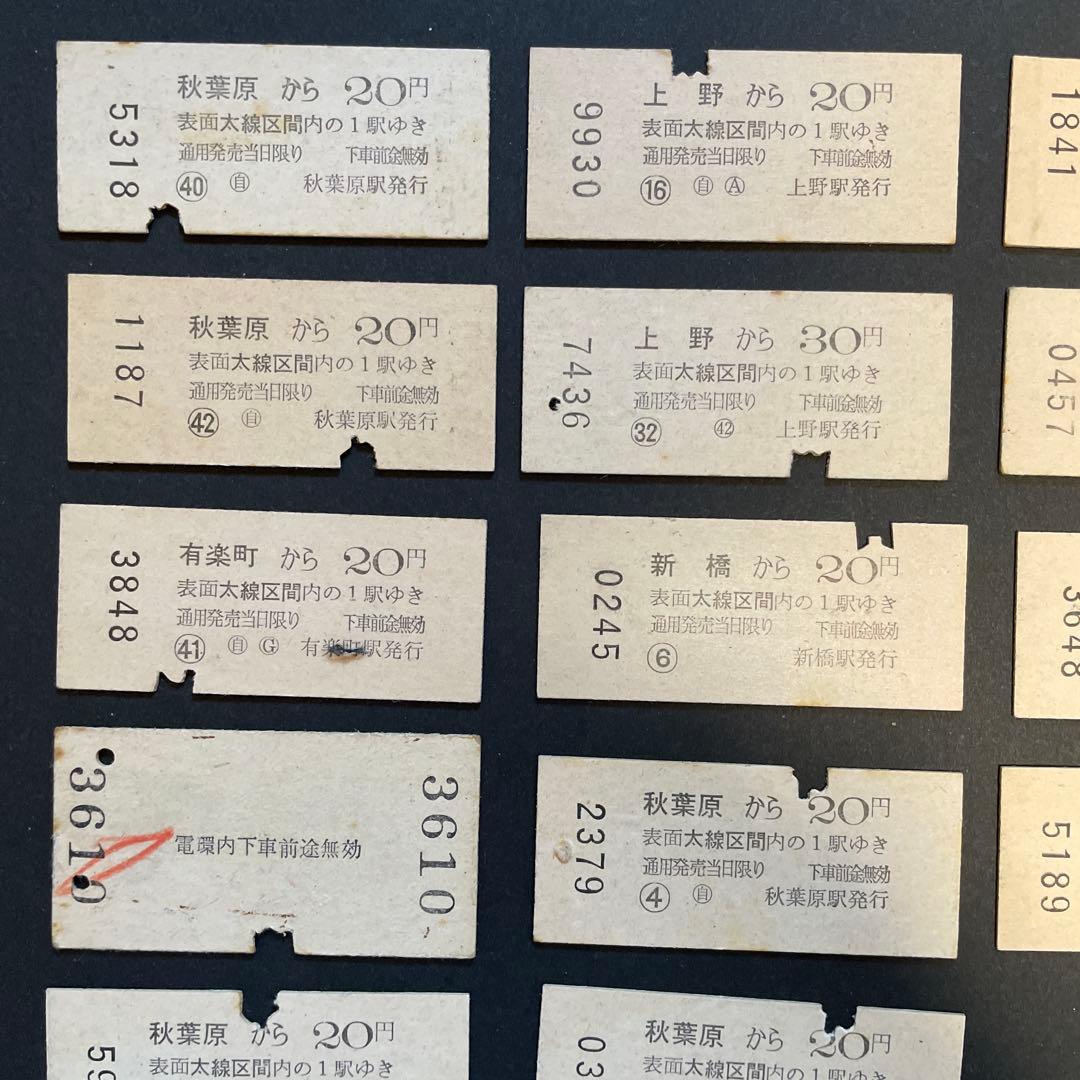 5318
秋葉原 から 20円
表面太線区間内の1駅ゆき
通用発売当日限り 下車前途無効
㊵ 自 秋葉原駅発行
9930
上野から 20円
表面太線区間内の1駅ゆき
通用発売当日限り 下車前途無効
⑯ 自 Ⓐ 上野駅発行
1841
1187
秋葉原 から 20円
表面太線区間内の1駅ゆき
通用発売当日限り 下車前途無効
㊷ 自 秋葉原駅発行
7436
上野から 30円
表面太線区間内の1駅ゆき
通用発売当日限り 下車前途無効
㉜ ㊷ 上野駅発行
0457
3848
有楽町 から 20円
表面太線区間内の1駅ゆき
通用発売当日限り 下車前途無効
㊶ 自 Ⓖ 有楽町駅発行
0245
新橋から 20円
表面太線区間内の1駅ゆき
通用発売当日限り 下車前途無効
⑥ 新橋駅発行
3648
3610
電環内下車前途無効
3610
2379
秋葉原 から 20円
表面太線区間内の1駅ゆき
通用発売当日限り 下車前途無効
④ 自 秋葉原駅発行
5189
59
秋葉原 から 20円
表面太線区間内の1駅ゆき
03
秋葉原 から 20円
表面太線区間内の1駅ゆき